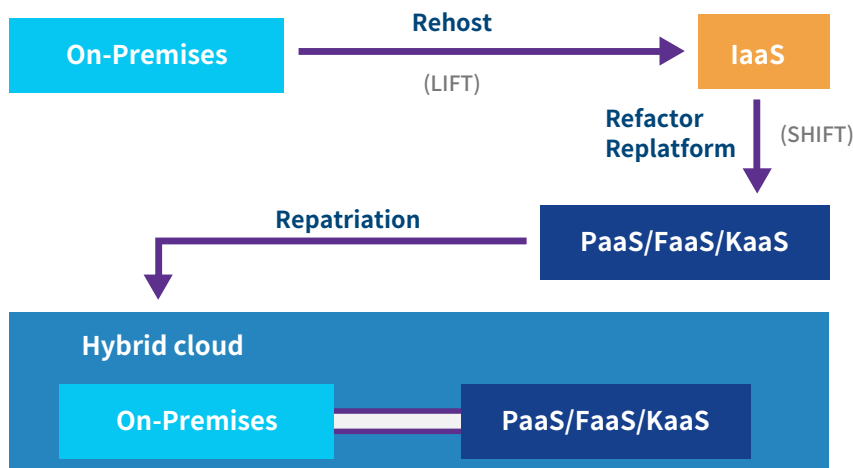 Rehost
On-Premises
IaaS
(LIFT)
Refactor
Replatform
(SHIFT)
Repatriation
PaaS/FaaS/KaaS
Hybrid cloud
On-Premises
PaaS/FaaS/KaaS